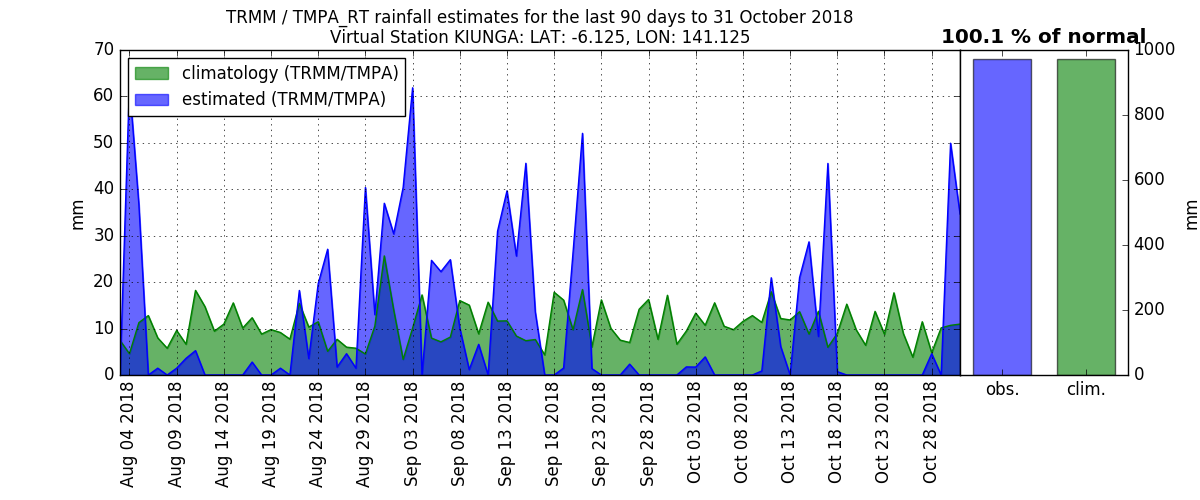 TRMM / TMPA_RT rainfall estimates for the last 90 days to 31 October 2018
Virtual Station KIUNGA: LAT: -6.125, LON: 141.125
100.1 % of normal
climatology (TRMM/TMPA)
estimated (TRMM/TMPA)
70
60
50
40
30
20
10
0
mm
Aug 04 2018
Aug 09 2018
Aug 14 2018
Aug 19 2018
Aug 24 2018
Aug 29 2018
Sep 03 2018
Sep 08 2018
Sep 13 2018
Sep 18 2018
Sep 23 2018
Sep 28 2018
Oct 03 2018
Oct 08 2018
Oct 13 2018
Oct 18 2018
Oct 23 2018
Oct 28 2018
obs.
clim.
1000
800
600
400
200
0
mm